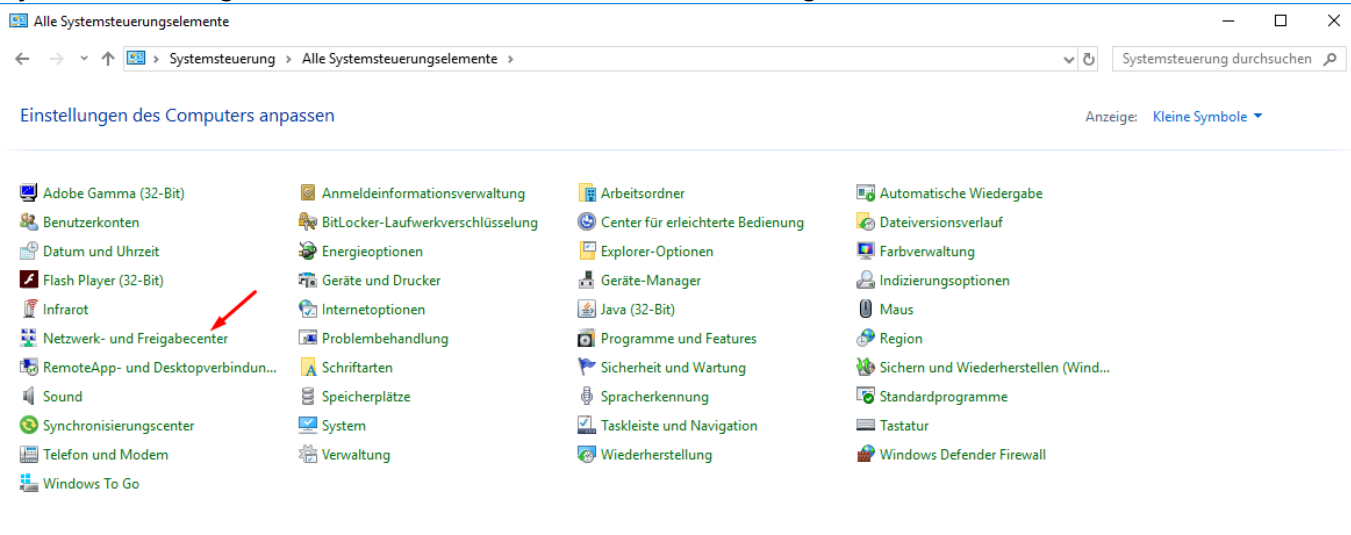 Alle Systemsteuerungselemente
Systemsteuerung > Alle Systemsteuerungselemente >
Systemsteuerung durchsuchen
Einstellungen des Computers anpassen
Anzeige: Kleine Symbole
Adobe Gamma (32-Bit) Anmeldeinformationsverwaltung Arbeitsordner Automatische Wiedergabe
Benutzerkonten BitLocker-Laufwerkverschlüsselung Center für erleichterte Bedienung Dateiversionsverlauf
Datum und Uhrzeit Energieoptionen Explorer-Optionen Farbverwaltung
Flash Player (32-Bit) Geräte und Drucker Geräte-Manager Indizierungsoptionen
Infrarot Internetoptionen Java (32-Bit) Maus
Netzwerk- und Freigabecenter Problembehandlung Programme und Features Region
RemoteApp- und Desktopverbindun... Schriftarten Sicherheit und Wartung Sichern und Wiederherstellen (Wind...
Sound Speicherplätze Spracherkennung Standardprogramme
Synchronisierungscenter System Taskleiste und Navigation Tastatur
Telefon und Modem Verwaltung Wiederherstellung Windows Defender Firewall
Windows To Go